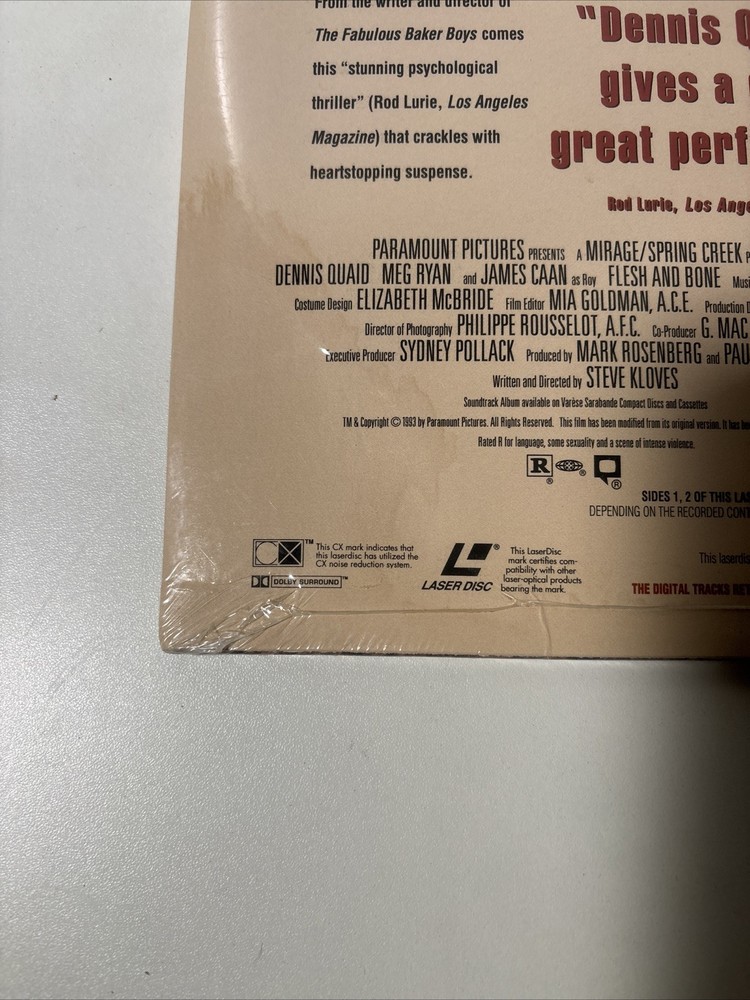 From the writer and director of
The Fabulous Baker Boys comes
this "stunning psychological
thriller" (Rod Lurie, Los Angeles
Magazine) that crackles with
heartstopping suspense.
"Dennis
gives a
great
Rod Lurie, Los
PARAMOUNT PICTURES PRESENTS A MIRAGE/SPRING CREEK
DENNIS QUAID MEG RYAN and JAMES CAAN as Roy FLESH AND BONE
Costume Design ELIZABETH McBRIDE Film Editor MIA GOLDMAN, A.C.E. Production
Director of Photography PHILIPPE ROUSSELOT, A.F.C. Co-Producer G. MAC
Executive Producer SYDNEY POLLACK Produced by MARK ROSENBERG and
Written and Directed by STEVE KLOVES
Soundtrack Album available on Varèse Sarabande Compact Discs and Cassettes
TM & Copyright © 1993 by Paramount Pictures. All Rights Reserved. This film has been modified from its original version. It has
Rated R for language, some sexuality and a scene of intense violence.
R ® ® ®
SIDES 1, 2 OF THIS
DEPENDING ON THE RECORDED
CX ™ This CX mark indicates that
this laserdisc has utilized the
CX noise reduction system.
DOLBY SURROUND™
® LASER DISC
This LaserDisc
mark certifies com-
patibility with other
laser-optical products
bearing the mark.
This
THE DIGITAL TRACKS